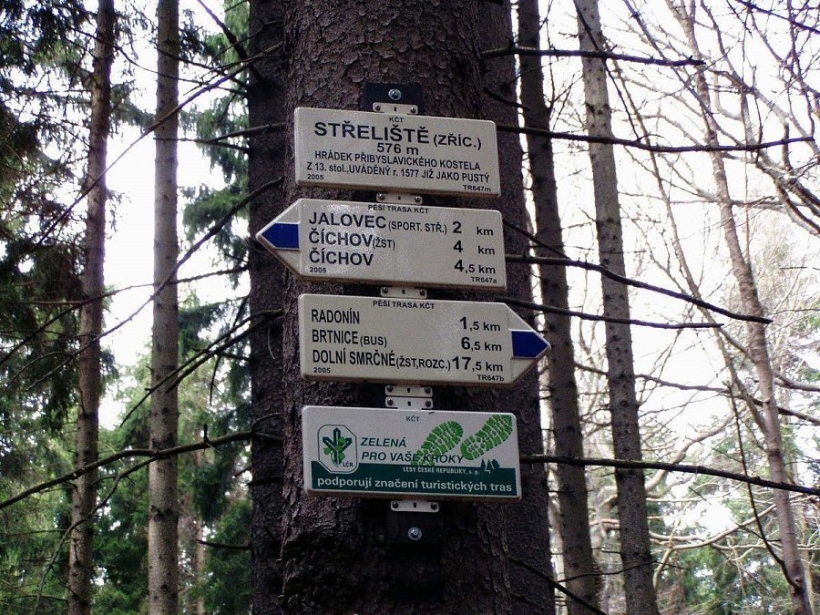 KČT
STŘELIŠTĚ (ZŘÍC.)
576 m
HRÁDEK PŘIBYSLAVICKÉHO KOSTELA
Z 13. stol.,UVÁDĚNÝ r. 1577 JIŽ JAKO PUSTÝ
2005 TR647m
PĚŠÍ TRASA KČT
JALOVEC (SPORT. STŘ.) 2 km
ČÍCHOV(ŽST) 4 km
ČÍCHOV 4,5 km
2005 TR647a
PĚŠÍ TRASA KČT
RADONÍN 1,5 km
BRTNICE (BUS) 6,5 km
DOLNÍ SMRČNÉ (ŽST,ROZC.) 17,5 km
2005 TR647b
KČT
ZELENÁ
PRO VAŠE KROKY
LČR
LESY ČESKÉ REPUBLIKY, s. p.
podporují značení turistických tras